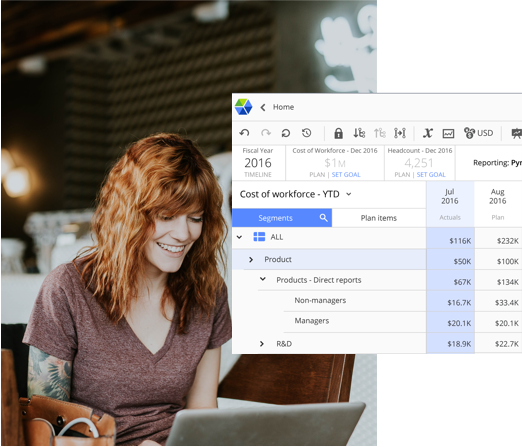 Home
USD
Fiscal Year
2016
TIMELINE
Cost of Workforce - Dec 2016
$1M
PLAN | SET GOAL
Headcount - Dec 2016
4,251
PLAN | SET GOAL
Reporting: Pyr
Cost of workforce - YTD
Jul
2016
Actuals
Aug
2016
Plan
Segments
Plan items
ALL $116K $232K
Product $50K $100K
Products - Direct reports $67K $134K
Non-managers $16.7K $33.4K
Managers $20.1K $20.1K
R&D $18.9K $22.7K